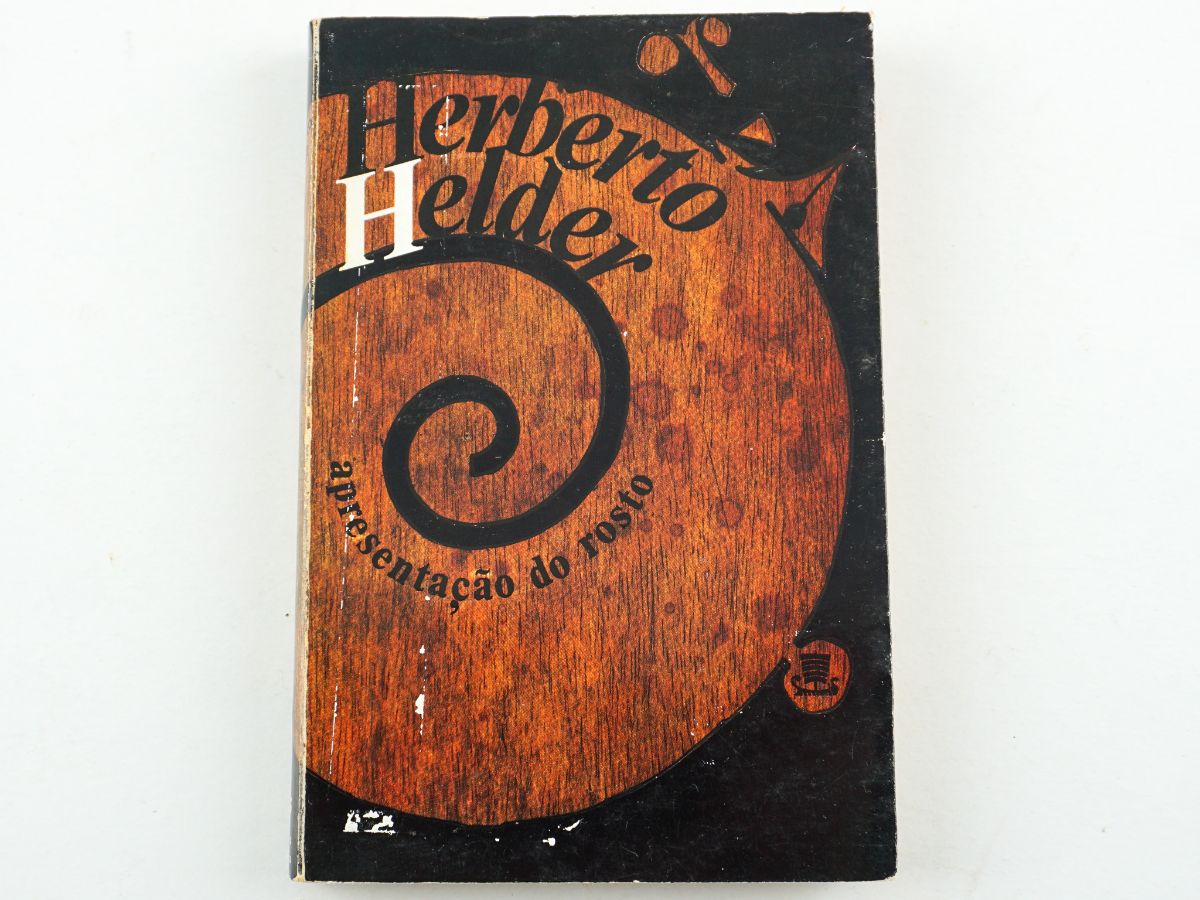 Herberto
Helder
apresentação do rosto